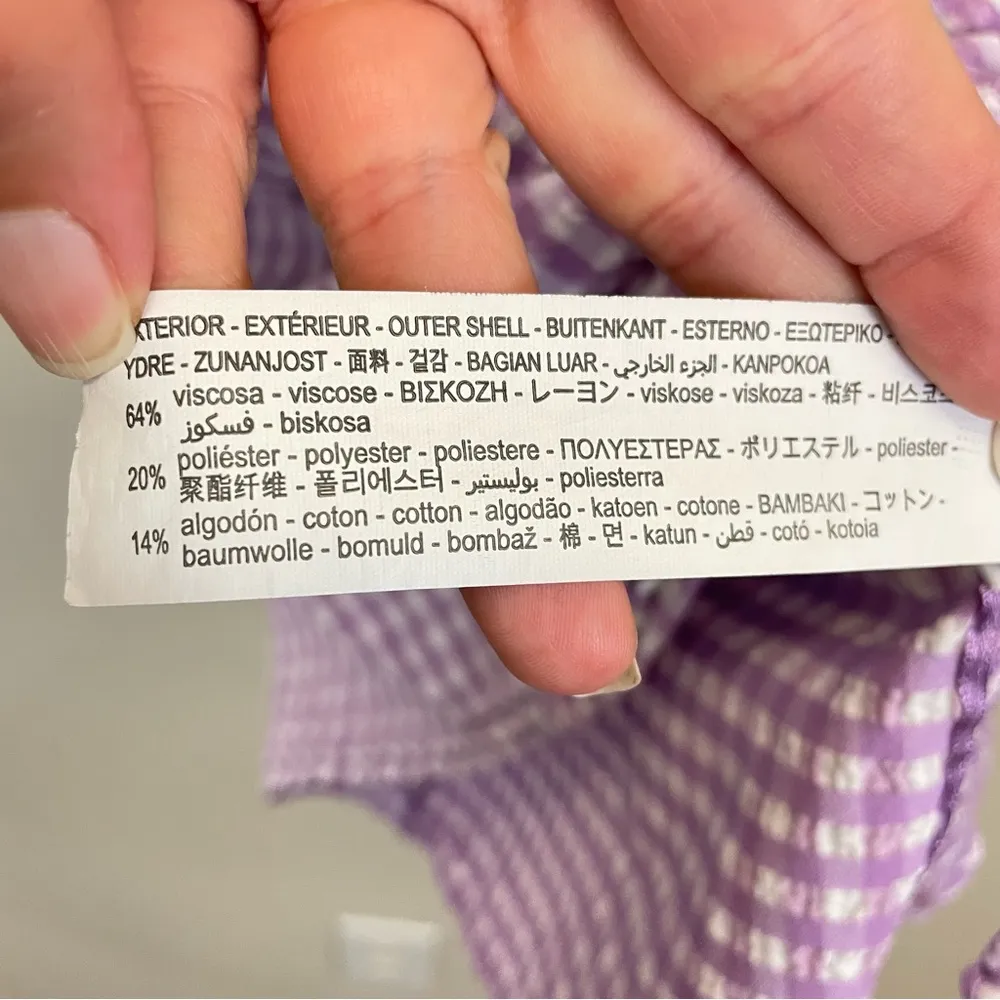 XTERIOR - EXTÉRIEUR - OUTER SHELL - BUITENKANT - ESTERNO - ΕΞΩΤΕΡΙΚΟ -
YDRE - ZUNANJOST - 面料 - 겉감 - BAGIAN LUAR - الجزء الخارجي - KANPOKOA
64% viscosa - viscose - ΒΙΣΚΟΖΗ - レーヨン - viskose - viskoza - 粘纤 - 비스코
فسكوز - biskosa
20% poliéster - polyester - poliestere - ΠΟΛΥΕΣΤΕΡΑΣ - ポリエステル - poliester -
聚酯纤维 - 폴리에스터 - بوليستير - poliesterra
14% algodón - coton - cotton - algodão - katoen - cotone - ΒΑΜΒΑΚΙ - コットン -
baumwolle - bomuld - bombaž - 棉 - 면 - katun - قطن - cotó - kotoia